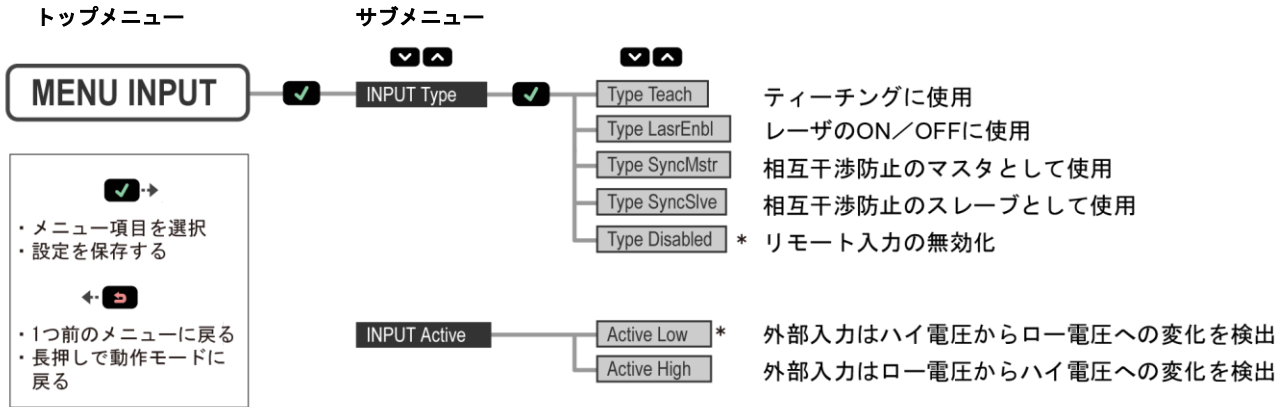 トップメニュー
サブメニュー
MENU INPUT
INPUT Type
Type Teach
ティーチングに使用
Type LasrEnbl
レーザのON／OFFに使用
Type SyncMstr
相互干渉防止のマスタとして使用
Type SyncSlve
相互干渉防止のスレーブとして使用
Type Disabled * リモート入力の無効化
・メニュー項目を選択
・設定を保存する
・1つ前のメニューに戻る
・長押しで動作モードに
戻る
INPUT Active
Active Low * 外部入力はハイ電圧からロー電圧への変化を検出
Active High 外部入力はロー電圧からハイ電圧への変化を検出